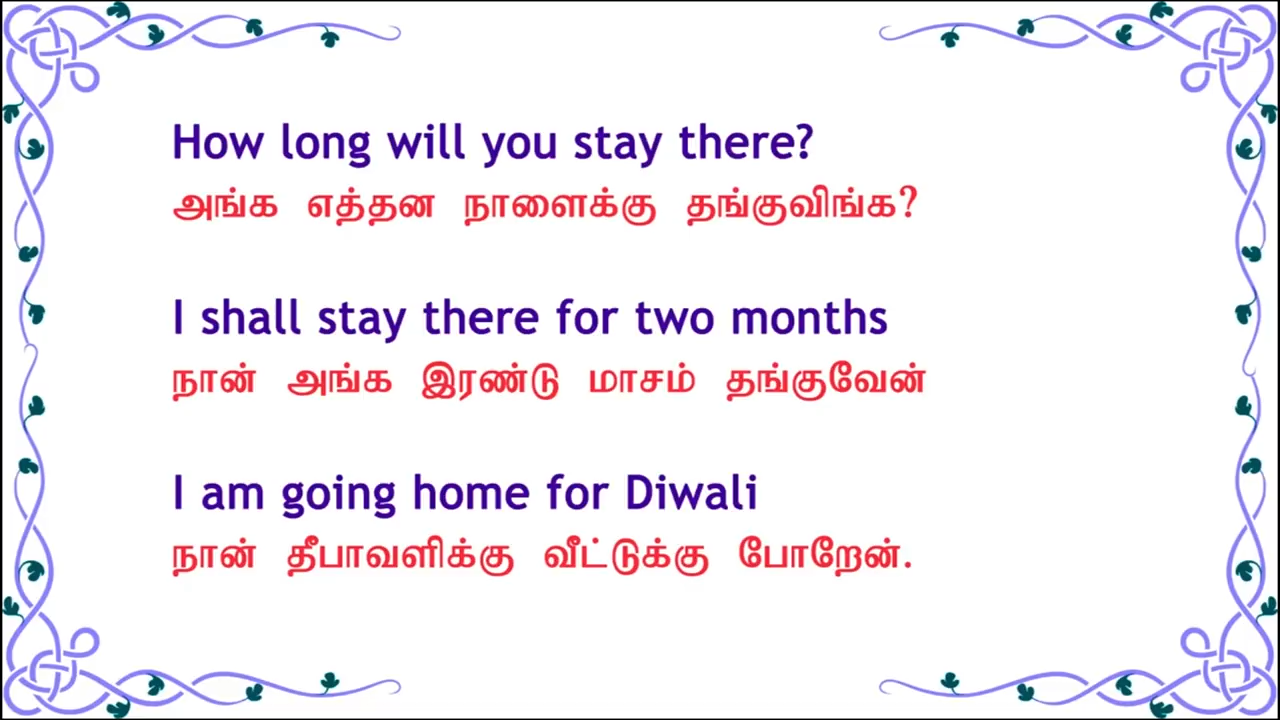 How long will you stay there?
அங்க எத்தன நாளைக்கு தங்குவிங்க?
I shall stay there for two months
நான் அங்க இரண்டு மாசம் தங்குவேன்
I am going home for Diwali
நான் தீபாவளிக்கு வீட்டுக்கு போறேன்.